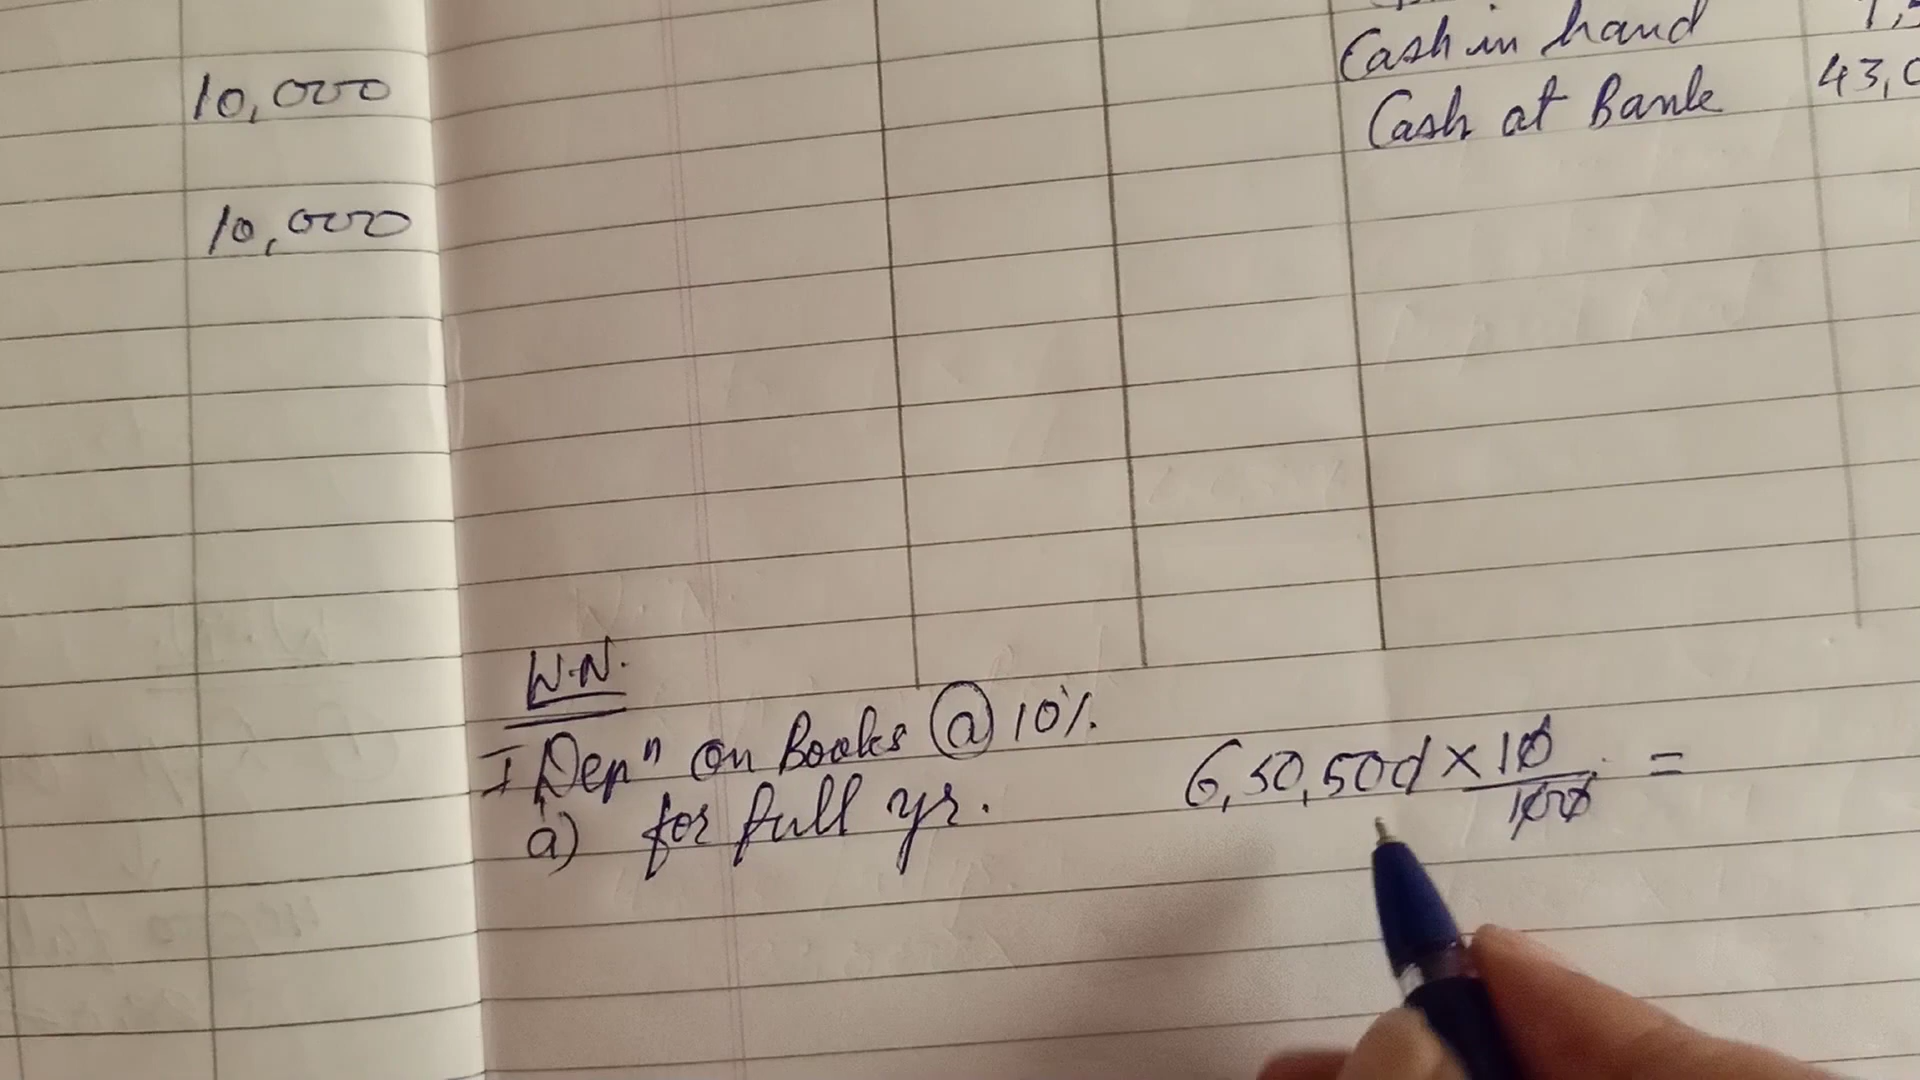 10,000
10,000
Cash in hand
Cash at Bank 43,0
W.N.
I Depn on Books @ 10%.
a) for full yr. 6,50,500 x 10/100 =